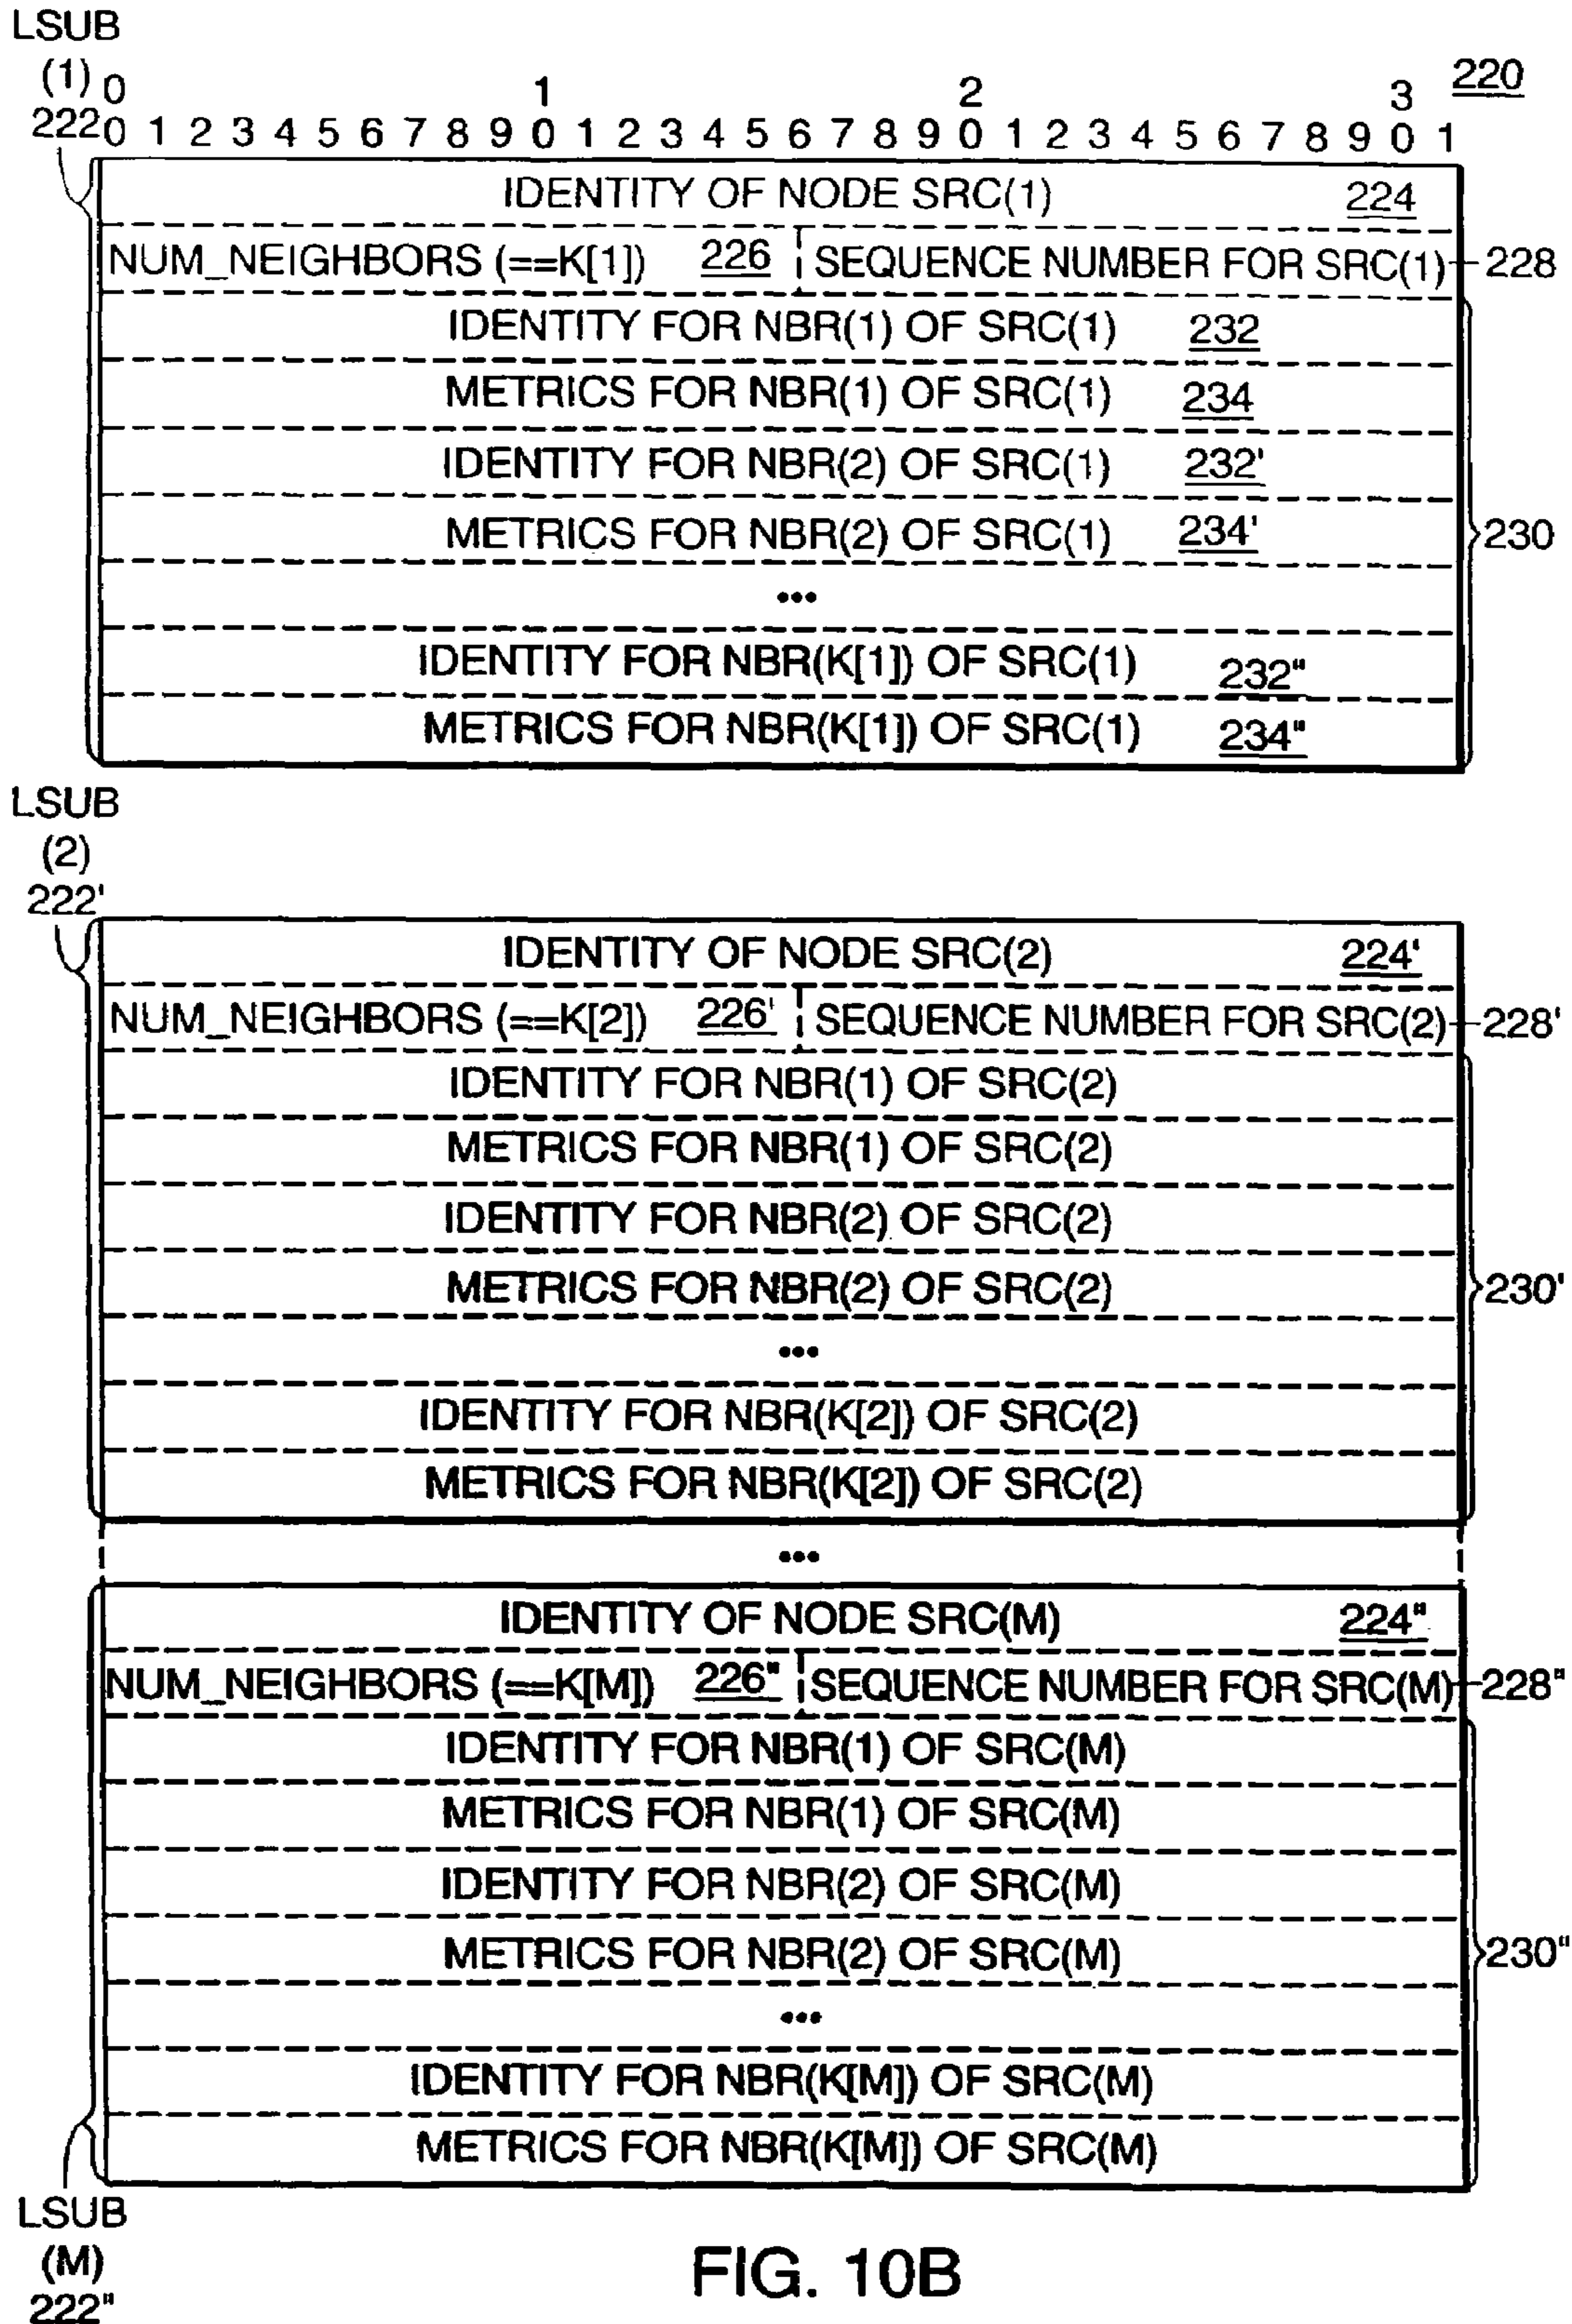 LSUB
(1) 0 1 2 3 220
222 0 1 2 3 4 5 6 7 8 9 0 1 2 3 4 5 6 7 8 9 0 1 2 3 4 5 6 7 8 9 0 1
IDENTITY OF NODE SRC(1) 224
NUM_NEIGHBORS (==K[1]) 226 SEQUENCE NUMBER FOR SRC(1) 228
IDENTITY FOR NBR(1) OF SRC(1) 232
METRICS FOR NBR(1) OF SRC(1) 234
IDENTITY FOR NBR(2) OF SRC(1) 232'
METRICS FOR NBR(2) OF SRC(1) 234' 230
•••
IDENTITY FOR NBR(K[1]) OF SRC(1) 232"
METRICS FOR NBR(K[1]) OF SRC(1) 234"
LSUB
(2)
222'
IDENTITY OF NODE SRC(2) 224'
NUM_NEIGHBORS (==K[2]) 226' SEQUENCE NUMBER FOR SRC(2) 228'
IDENTITY FOR NBR(1) OF SRC(2)
METRICS FOR NBR(1) OF SRC(2)
IDENTITY FOR NBR(2) OF SRC(2)
METRICS FOR NBR(2) OF SRC(2) 230'
•••
IDENTITY FOR NBR(K[2]) OF SRC(2)
METRICS FOR NBR(K[2]) OF SRC(2)
•••
IDENTITY OF NODE SRC(M) 224"
NUM_NEIGHBORS (==K[M]) 226" SEQUENCE NUMBER FOR SRC(M) 228"
IDENTITY FOR NBR(1) OF SRC(M)
METRICS FOR NBR(1) OF SRC(M)
IDENTITY FOR NBR(2) OF SRC(M)
METRICS FOR NBR(2) OF SRC(M) 230"
•••
IDENTITY FOR NBR(K[M]) OF SRC(M)
METRICS FOR NBR(K[M]) OF SRC(M)
LSUB
(M)
222"
FIG. 10B